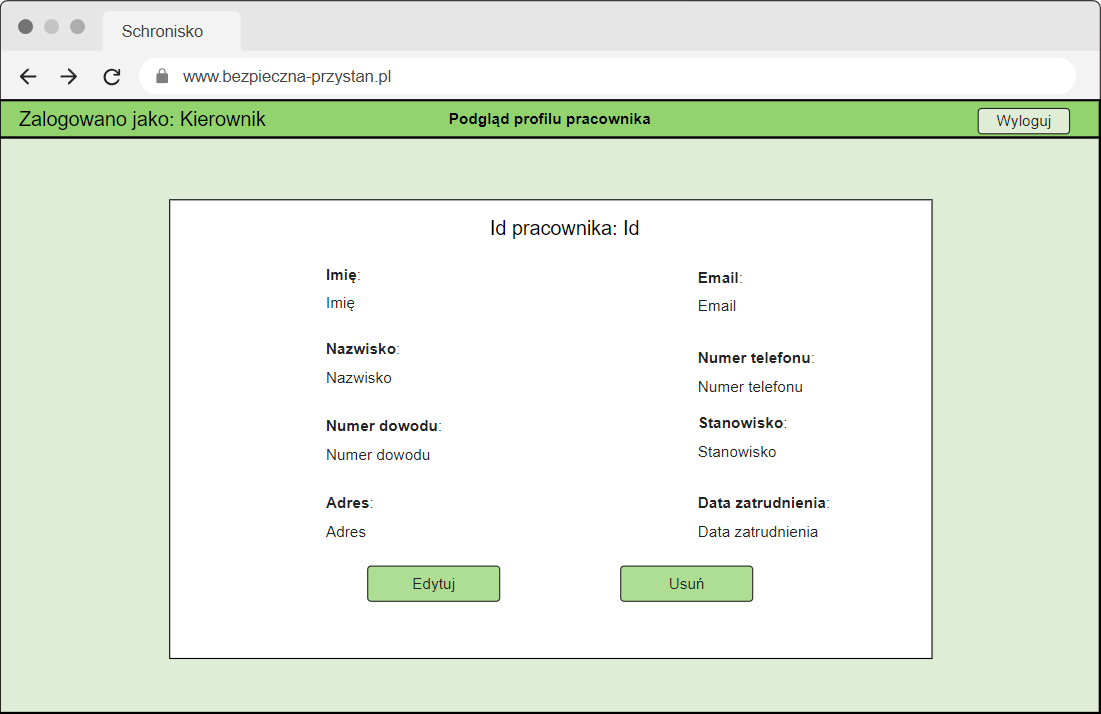 Schronisko
www.bezpieczna-przystan.pl
Zalogowano jako: Kierownik
Podgląd profilu pracownika
Wyloguj
Id pracownika: Id
Imię:
Imię
Nazwisko:
Nazwisko
Numer dowodu:
Numer dowodu
Adres:
Adres
Email:
Email
Numer telefonu:
Numer telefonu
Stanowisko:
Stanowisko
Data zatrudnienia:
Data zatrudnienia
Edytuj
Usuń